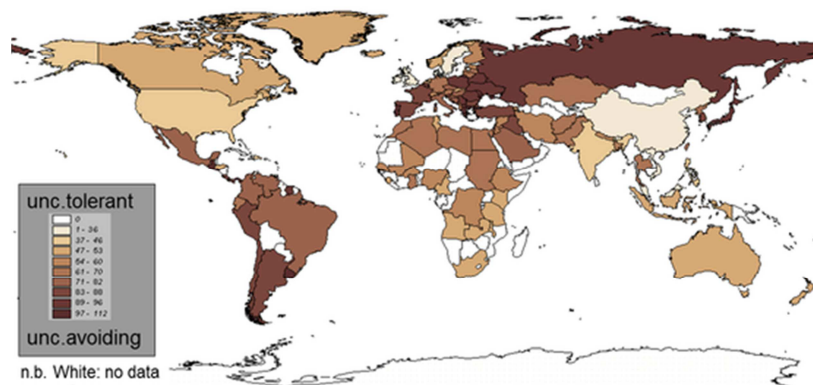 unc.tolerant
0
1 - 36
37 - 46
47 - 53
54 - 60
61 - 70
71 - 82
83 - 88
89 - 96
97 - 112
unc.avoiding
n.b. White: no data